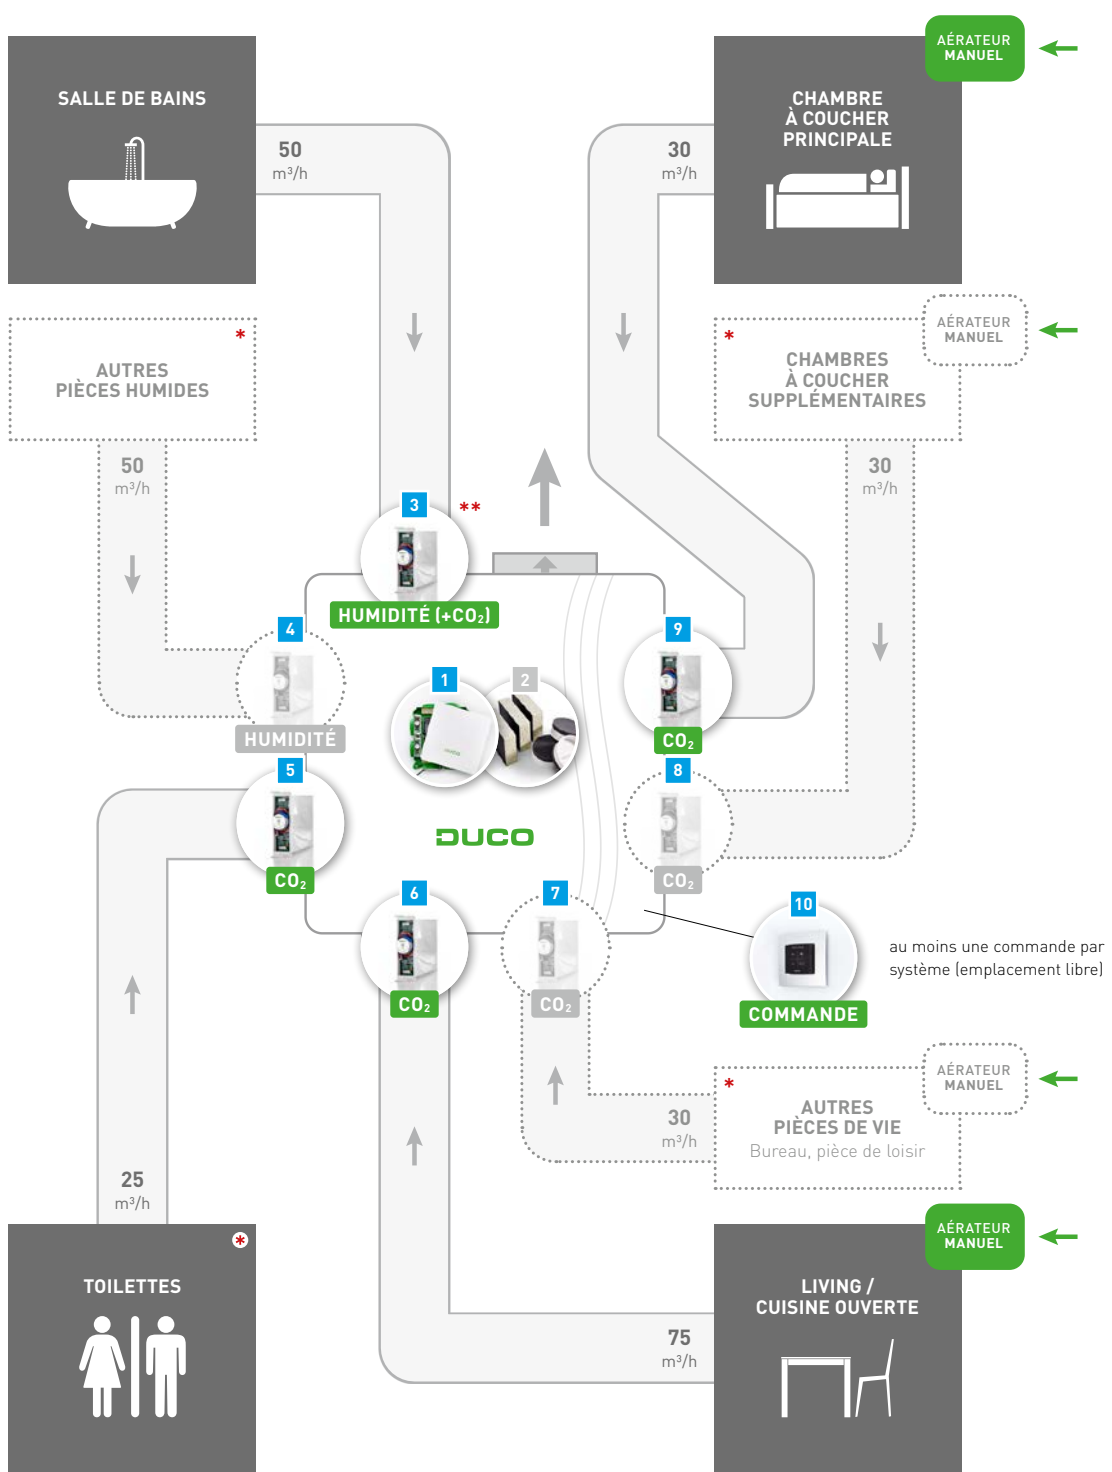 AÉRATEUR
MANUEL
SALLE DE BAINS
CHAMBRE
À COUCHER
PRINCIPALE
50
m³/h
30
m³/h
*
AUTRES
PIÈCES HUMIDES
*
CHAMBRES
À COUCHER
SUPPLÉMENTAIRES
AÉRATEUR
MANUEL
50
m³/h
30
m³/h
3
**
HUMIDITÉ (+CO₂)
4
HUMIDITÉ
1
2
9
CO₂
5
CO₂
DUCO
8
CO₂
6
CO₂
7
CO₂
10
COMMANDE
au moins une commande par
système (emplacement libre)
*
AUTRES
PIÈCES DE VIE
Bureau, pièce de loisir
AÉRATEUR
MANUEL
30
m³/h
25
m³/h
*
TOILETTES
AÉRATEUR
MANUEL
LIVING /
CUISINE OUVERTE
75
m³/h